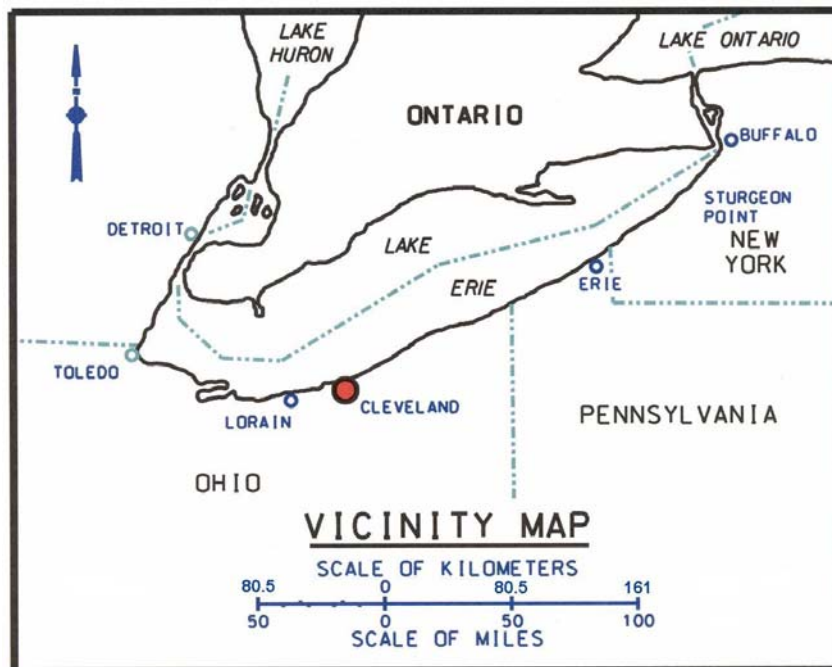 LAKE
HURON
LAKE ONTARIO
ONTARIO
BUFFALO
STURGEON
POINT
DETROIT
NEW
YORK
LAKE
ERIE
ERIE
TOLEDO
LORAIN
CLEVELAND
PENNSYLVANIA
OHIO
VICINITY MAP
SCALE OF KILOMETERS
80.5 0 80.5 161
50 0 50 100
SCALE OF MILES